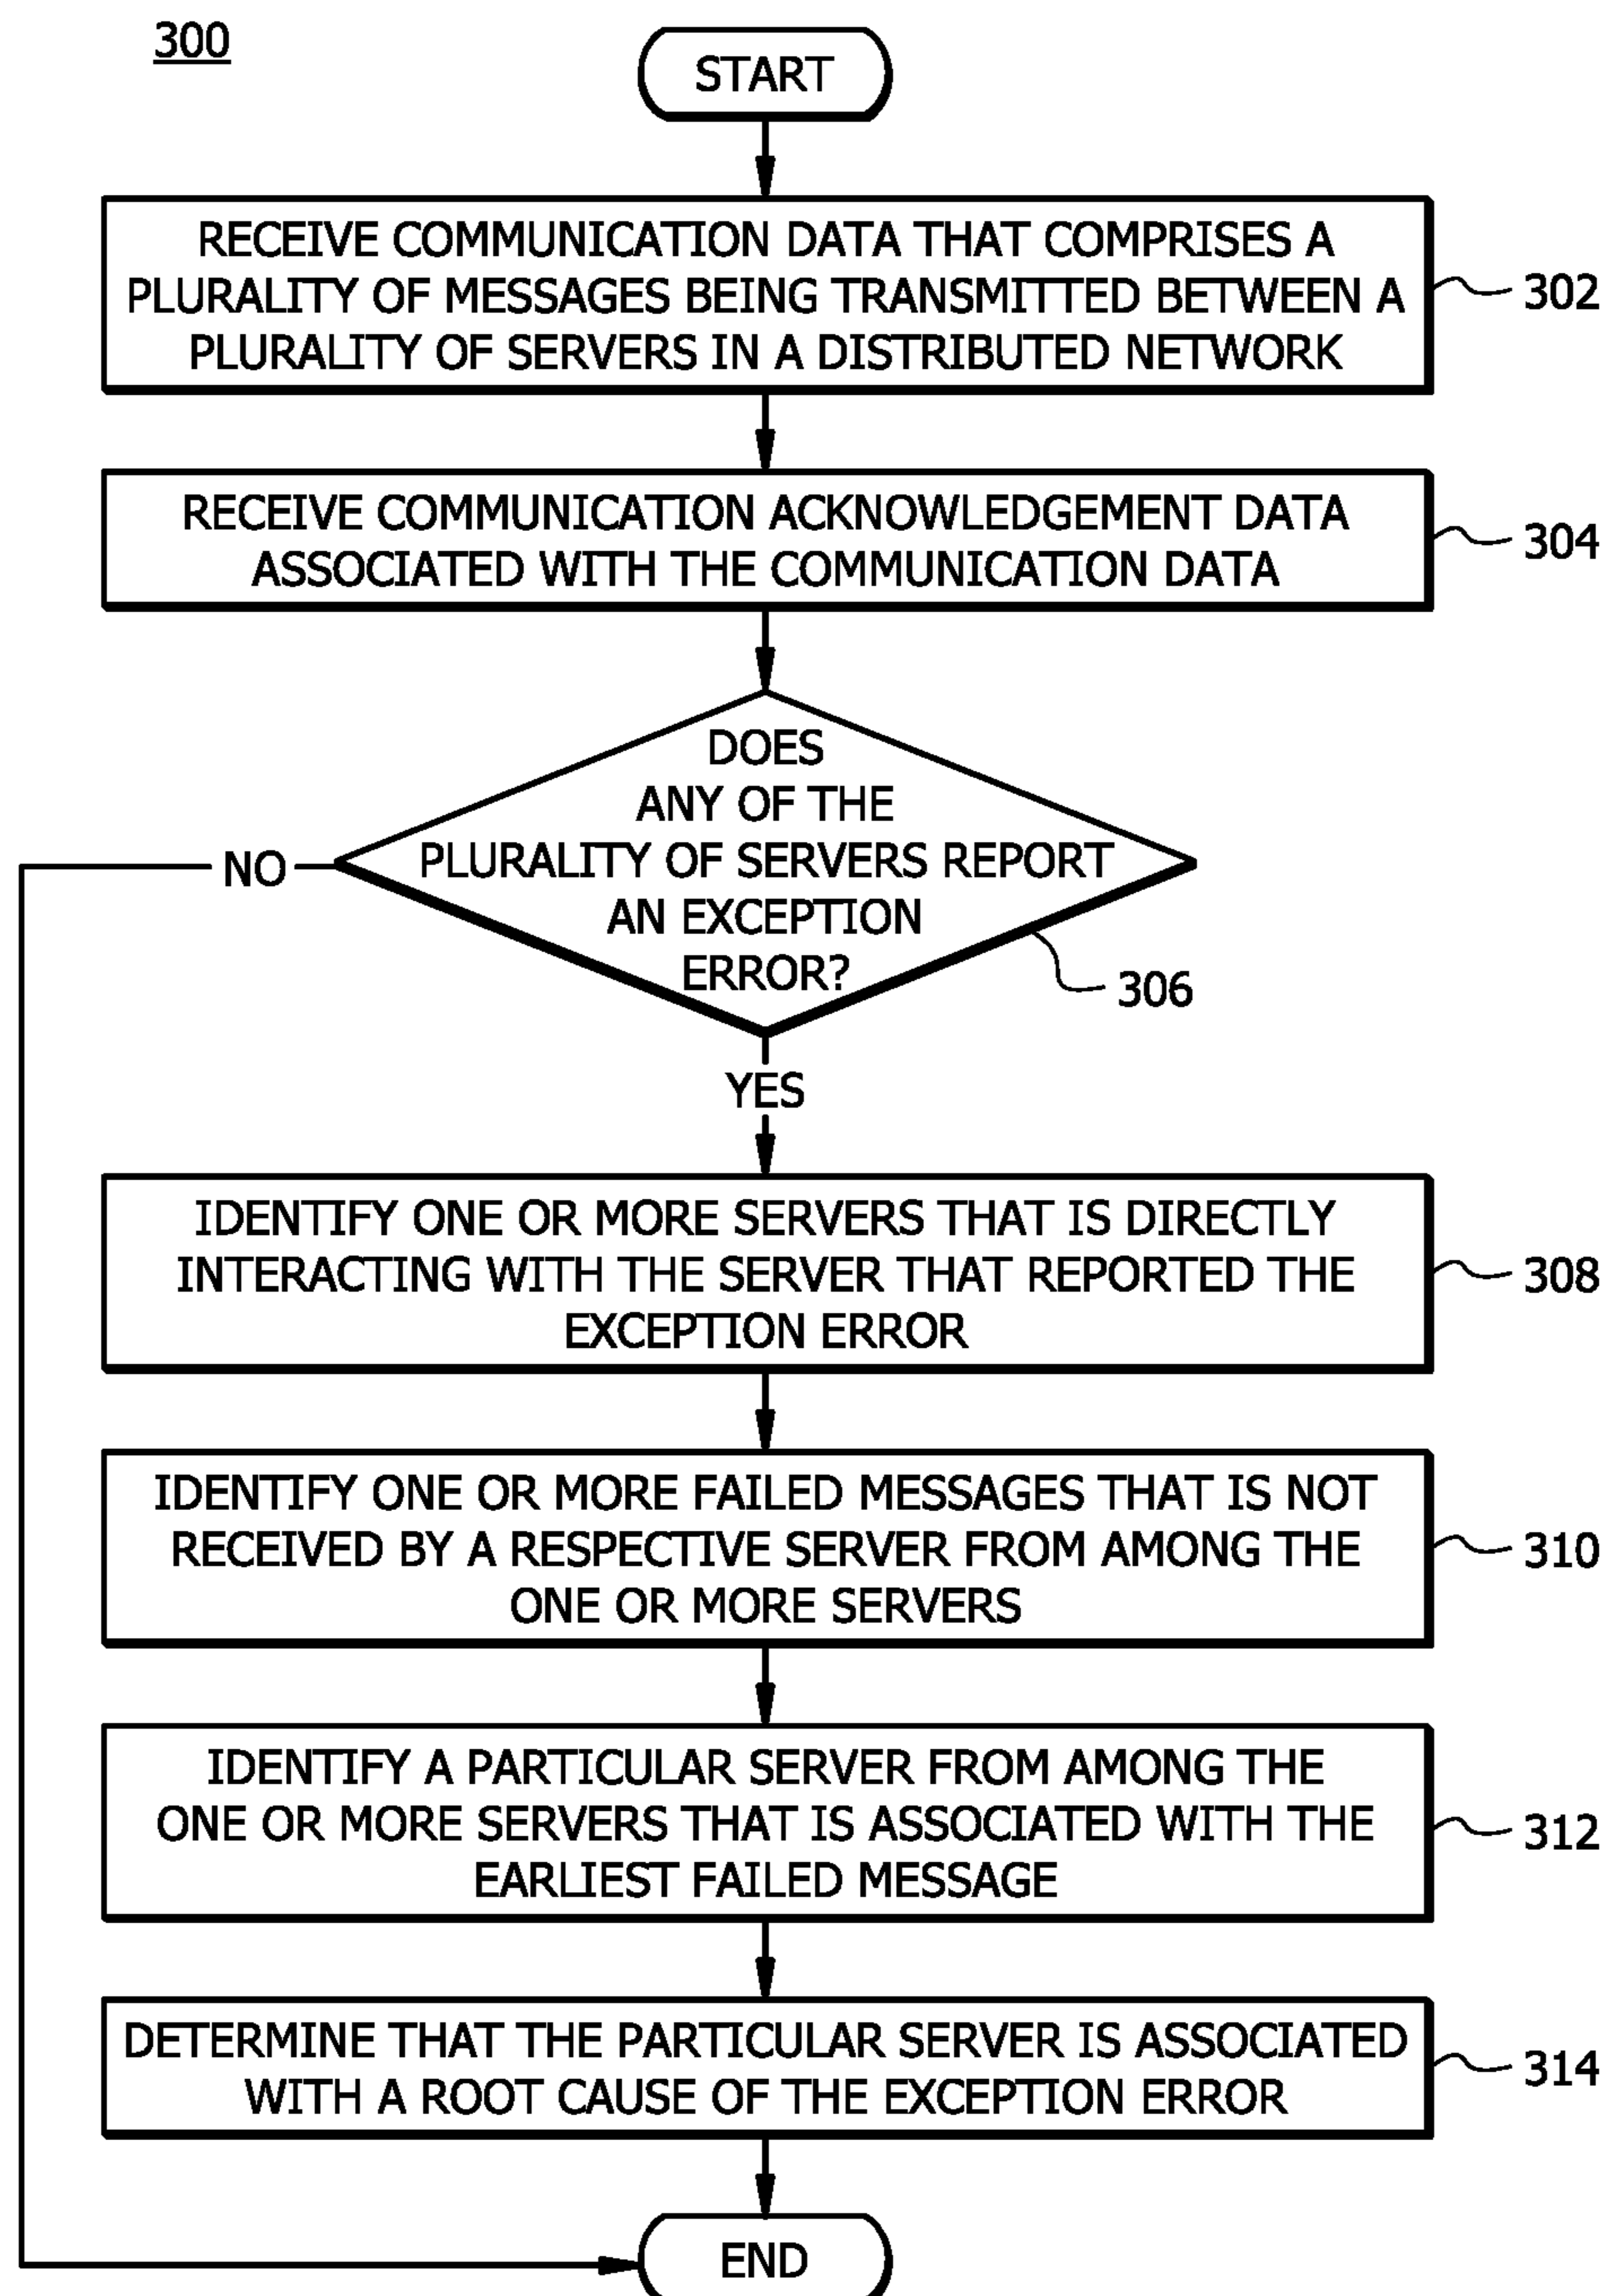 300
START
RECEIVE COMMUNICATION DATA THAT COMPRISES A
PLURALITY OF MESSAGES BEING TRANSMITTED BETWEEN A
PLURALITY OF SERVERS IN A DISTRIBUTED NETWORK
302
RECEIVE COMMUNICATION ACKNOWLEDGEMENT DATA
ASSOCIATED WITH THE COMMUNICATION DATA
304
DOES
ANY OF THE
PLURALITY OF SERVERS REPORT
AN EXCEPTION
ERROR?
NO
306
YES
IDENTIFY ONE OR MORE SERVERS THAT IS DIRECTLY
INTERACTING WITH THE SERVER THAT REPORTED THE
EXCEPTION ERROR
308
IDENTIFY ONE OR MORE FAILED MESSAGES THAT IS NOT
RECEIVED BY A RESPECTIVE SERVER FROM AMONG THE
ONE OR MORE SERVERS
310
IDENTIFY A PARTICULAR SERVER FROM AMONG THE
ONE OR MORE SERVERS THAT IS ASSOCIATED WITH THE
EARLIEST FAILED MESSAGE
312
DETERMINE THAT THE PARTICULAR SERVER IS ASSOCIATED
WITH A ROOT CAUSE OF THE EXCEPTION ERROR
314
END